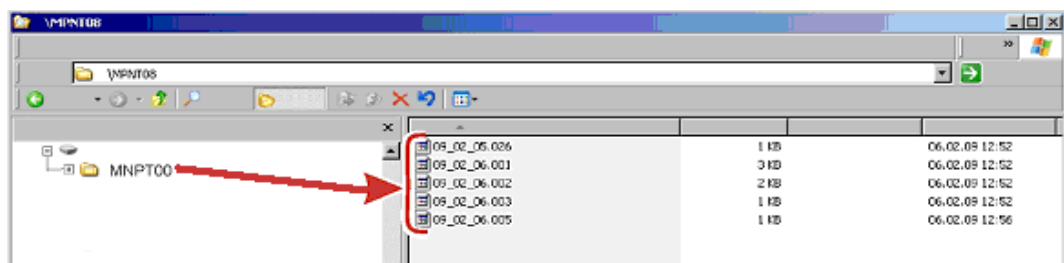 \MPNT08
\MPNT08
MNPT00
09_02_05.026 1 KB 06.02.09 12:52
09_02_06.001 3 KB 06.02.09 12:52
09_02_06.002 2 KB 06.02.09 12:52
09_02_06.003 1 KB 06.02.09 12:52
09_02_06.005 1 KB 06.02.09 12:56